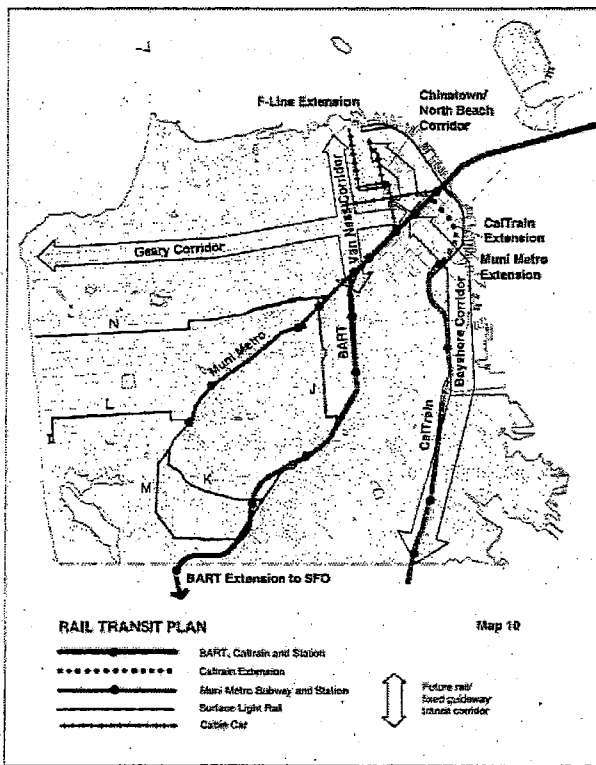 F-Line Extension
Chinatown/
North Beach
Corridor
Van Ness Corridor
Geary Corridor
CalTrain
Extension
Muni Metro
Extension
Bayshore Corridor
N
Muni Metro
BART
J
L
CalTrain
K
M
BART Extension to SFO
RAIL TRANSIT PLAN
Map 10
BART, Caltrain and Station
Caltrain Extension
Muni Metro Subway and Station
Surface Light Rail
Cable Car
Future rail/
fixed guideway
transit corridor